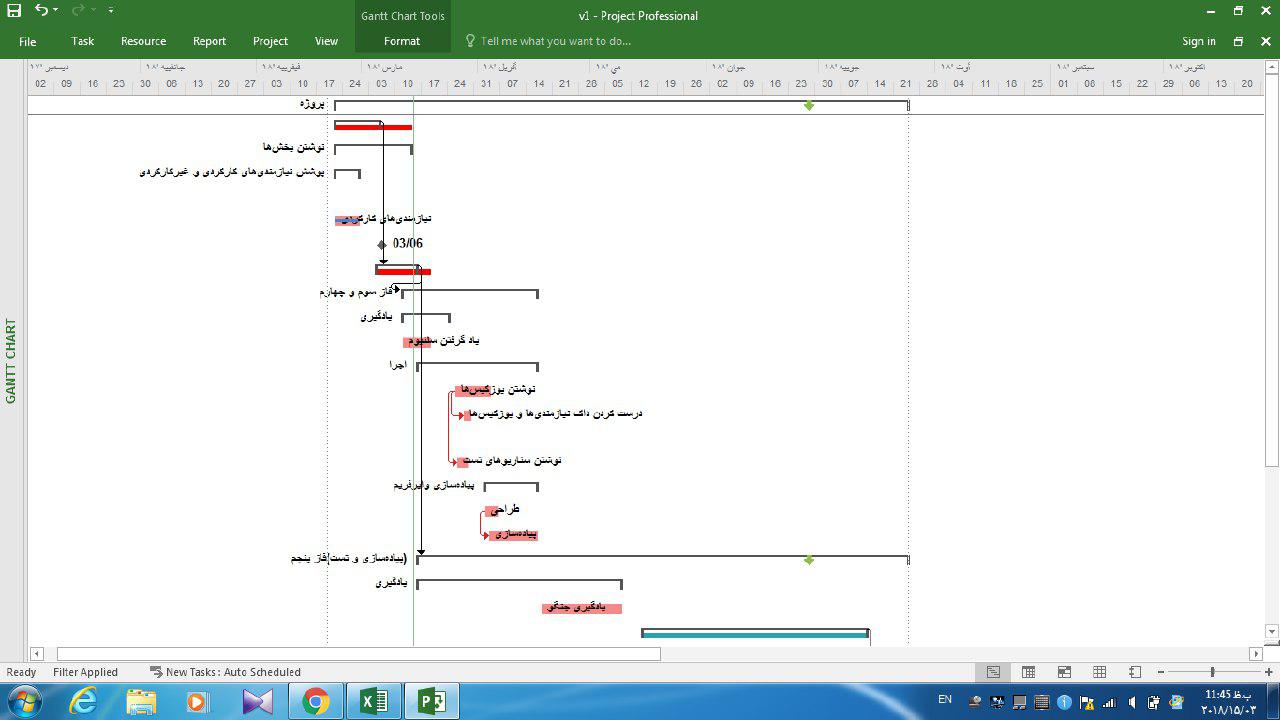 Gantt Chart Tools
v1 - Project Professional
File Task Resource Report Project View Format Tell me what you want to do... Sign in
دیسمبر '۱۷ جانفییه '۱۸ فیفرییه '۱۸ مارس '۱۸ آوریل '۱۸ می '۱۸ جوان '۱۸ جوییه '۱۸ أوت '۱۸ سبتمبر '۱۸ اکتوبر '۱۸
02 09 16 23 30 06 13 20 27 03 10 17 24 03 10 17 24 31 07 14 21 28 05 12 19 26 02 09 16 23 30 07 14 21 28 04 11 18 25 01 08 15 22 29 06 13 20
پروژه
نوشتن بخش‌ها
پوشش نیازمندی‌های کارکردی و غیرکارکردی
نیازمندی‌های کارکردی
03/06
فاز سوم و چهارم
یادگیری
یاد گرفتن سلنیوم
اجرا
نوشتن یوزکیس‌ها
درست کردن داک نیازمندی‌ها و یوزکیس‌ها
نوشتن سناریوهای تست
پیاده‌سازی وایرفریم
طراحی
پیاده‌سازی
(پیاده‌سازی و تست)فاز پنجم
یادگیری
یادگیری جنگو
GANTT CHART
Ready Filter Applied New Tasks : Auto Scheduled
EN
11:45 ب.ظ
۲۰۱۸/۱۵/۰۳